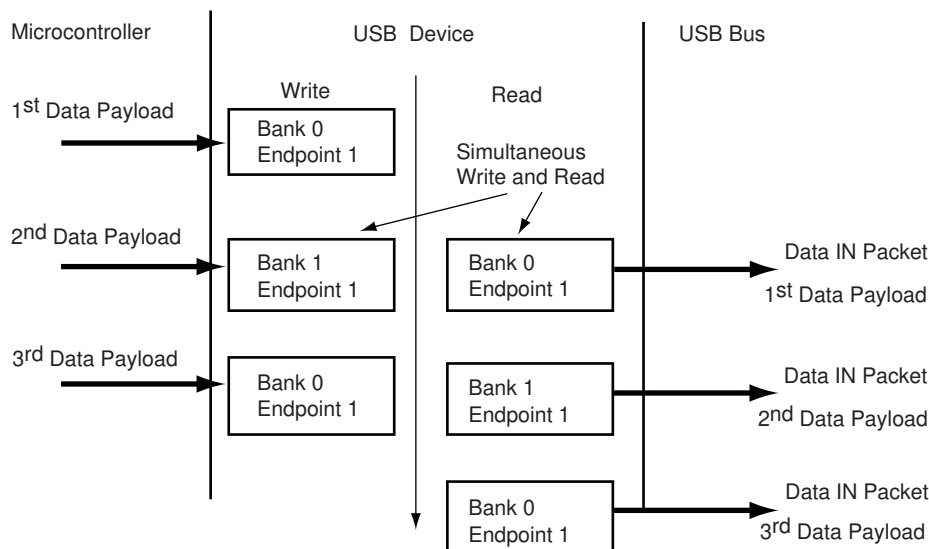 Microcontroller
USB Device
USB Bus
Write
Read
1st Data Payload
Bank 0
Endpoint 1
Simultaneous
Write and Read
2nd Data Payload
Bank 1
Endpoint 1
Bank 0
Endpoint 1
Data IN Packet
1st Data Payload
3rd Data Payload
Bank 0
Endpoint 1
Bank 1
Endpoint 1
Data IN Packet
2nd Data Payload
Bank 0
Endpoint 1
Data IN Packet
3rd Data Payload